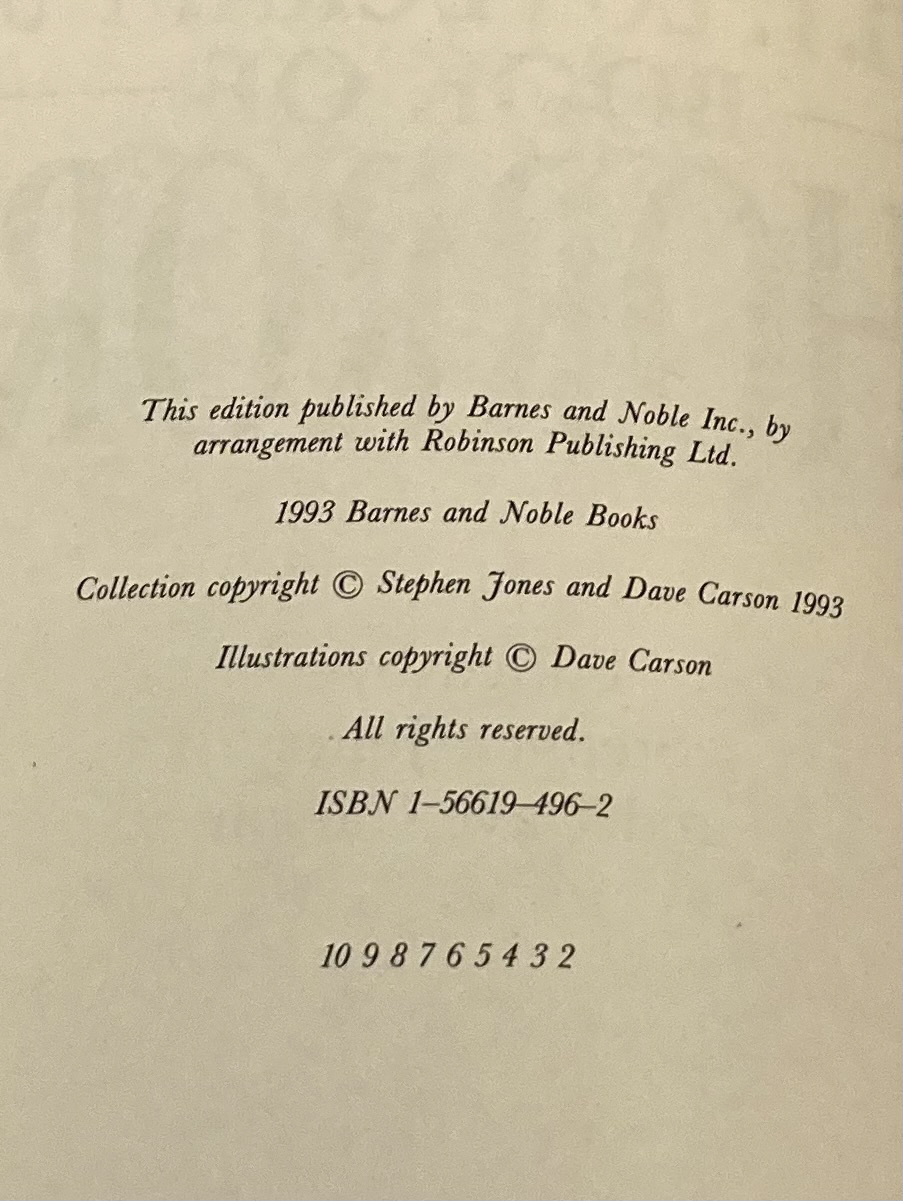 This edition published by Barnes and Noble Inc., by
arrangement with Robinson Publishing Ltd.
1993 Barnes and Noble Books
Collection copyright © Stephen Jones and Dave Carson 1993
Illustrations copyright © Dave Carson
All rights reserved.
ISBN 1–56619–496–2
10 9 8 7 6 5 4 3 2